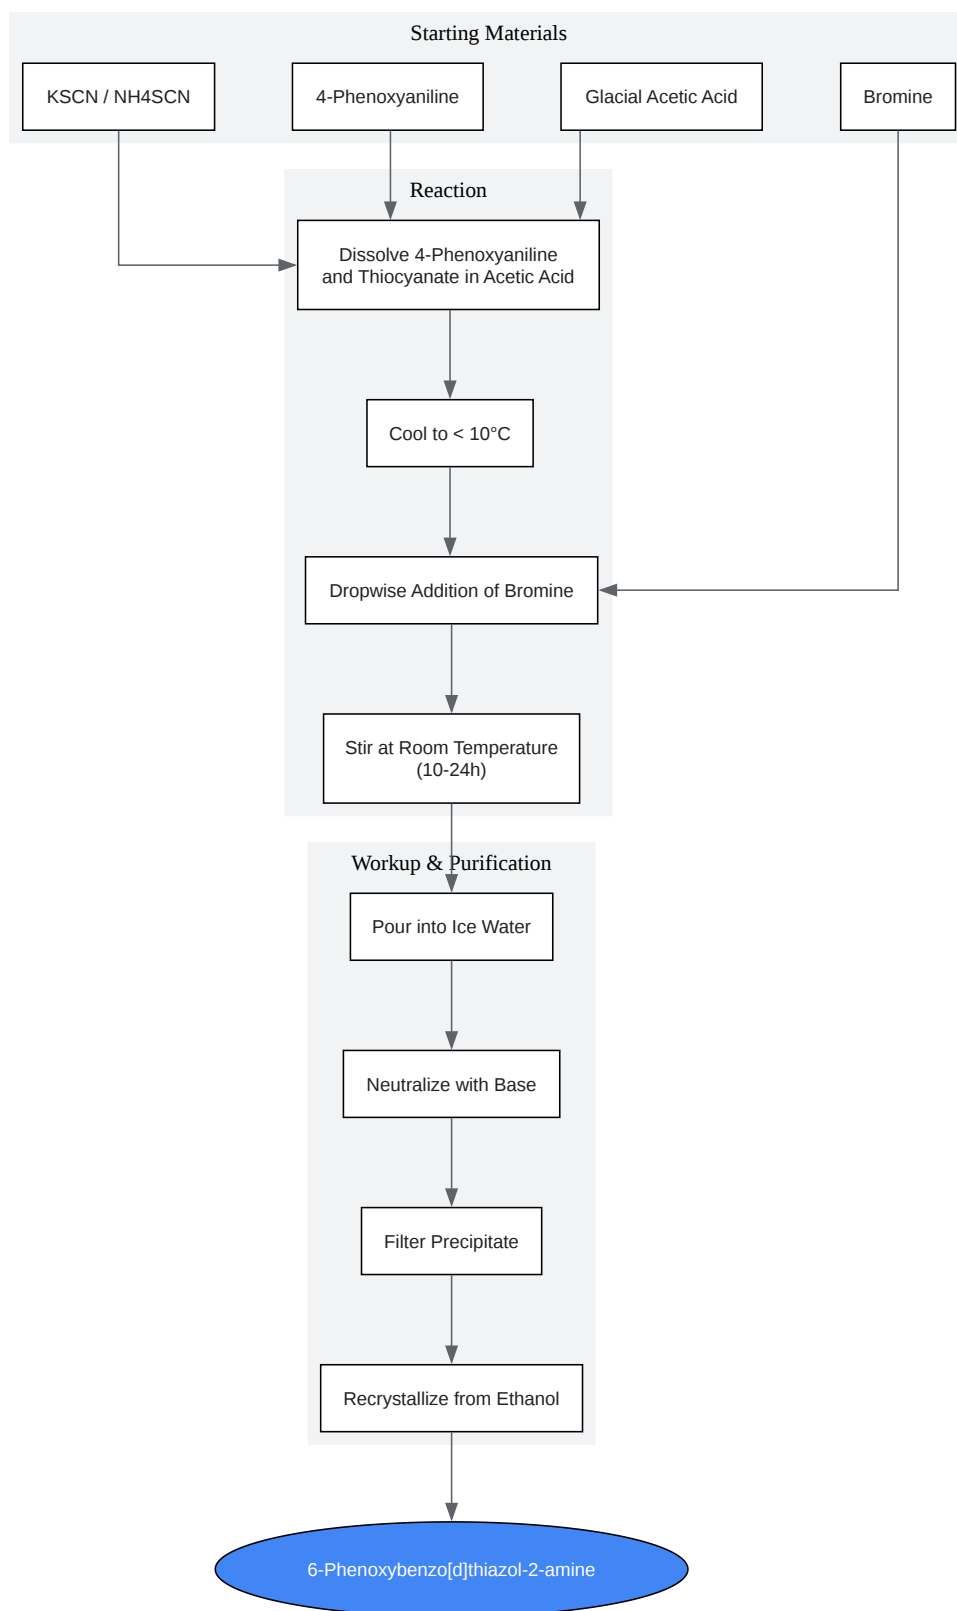 Starting Materials
KSCN / NH4SCN
4-Phenoxyaniline
Glacial Acetic Acid
Bromine
Reaction
Dissolve 4-Phenoxyaniline
and Thiocyanate in Acetic Acid
Cool to < 10°C
Dropwise Addition of Bromine
Stir at Room Temperature
(10-24h)
Workup & Purification
Pour into Ice Water
Neutralize with Base
Filter Precipitate
Recrystallize from Ethanol
6-Phenoxybenzo[d]thiazol-2-amine